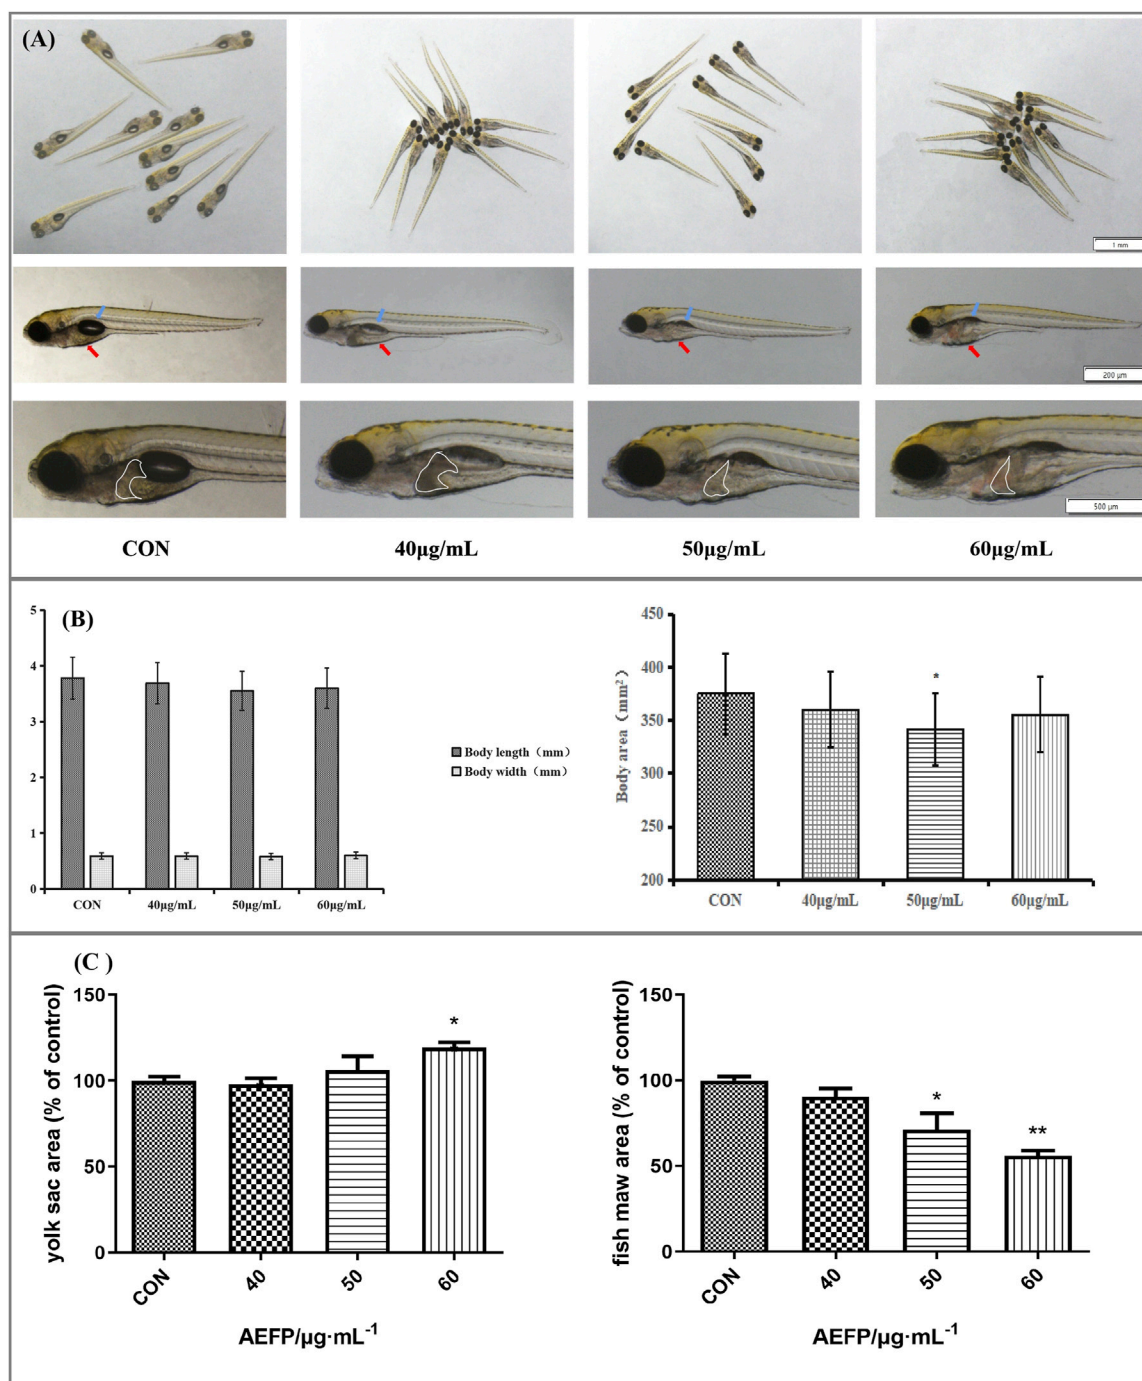 (A)
1 mm
200 µm
500 µm
CON 40µg/mL 50µg/mL 60µg/mL
(B)
5
4
3
2
1
0
CON 40µg/mL 50µg/mL 60µg/mL
Body length（mm）
Body width（mm）
Body area（mm²）
450
400
350
300
250
200
*
CON 40µg/mL 50µg/mL 60µg/mL
(C )
yolk sac area (% of control)
150
100
50
0
*
CON 40 50 60
AEFP/µg·mL⁻¹
fish maw area (% of control)
150
100
50
0
*
**
CON 40 50 60
AEFP/µg·mL⁻¹